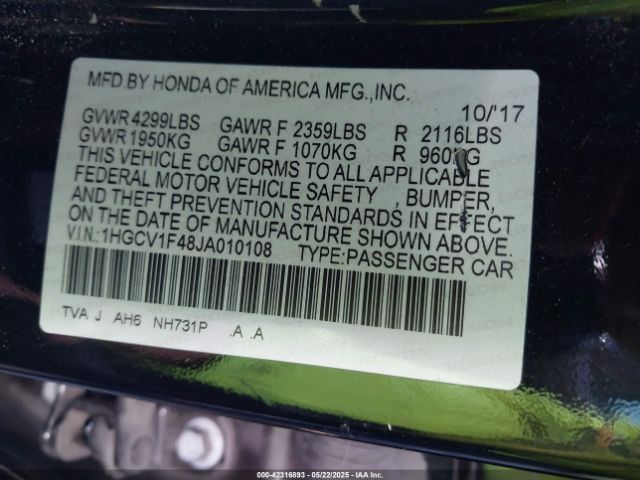 MFD BY HONDA OF AMERICA MFG.,INC.
10/'17
GVWR 4299LBS GAWR F 2359LBS R 2116LBS
GVWR 1950KG GAWR F 1070KG R 960KG
THIS VEHICLE CONFORMS TO ALL APPLICABLE
FEDERAL MOTOR VEHICLE SAFETY , BUMPER,
AND THEFT PREVENTION STANDARDS IN EFFECT
ON THE DATE OF MANUFACTURE SHOWN ABOVE.
V.I.N.:1HGCV1F48JA010108 TYPE:PASSENGER CAR
TVA J AH6 NH731P .A .A
000-42316893 - 05/22/2025 - IAA Inc.